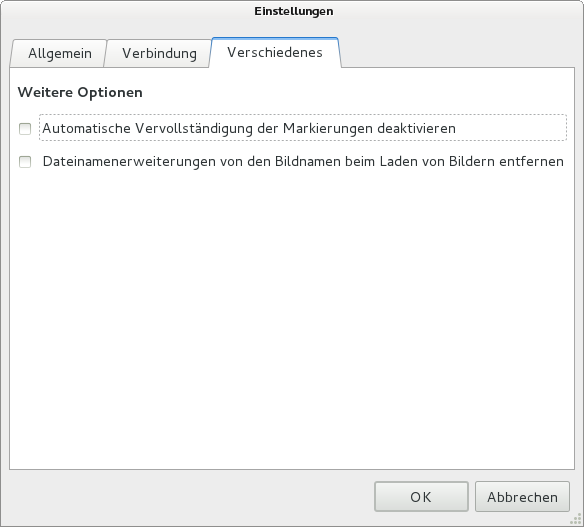 Einstellungen
Allgemein Verbindung Verschiedenes
Weitere Optionen
Automatische Vervollständigung der Markierungen deaktivieren
Dateinamenerweiterungen von den Bildnamen beim Laden von Bildern entfernen
OK Abbrechen